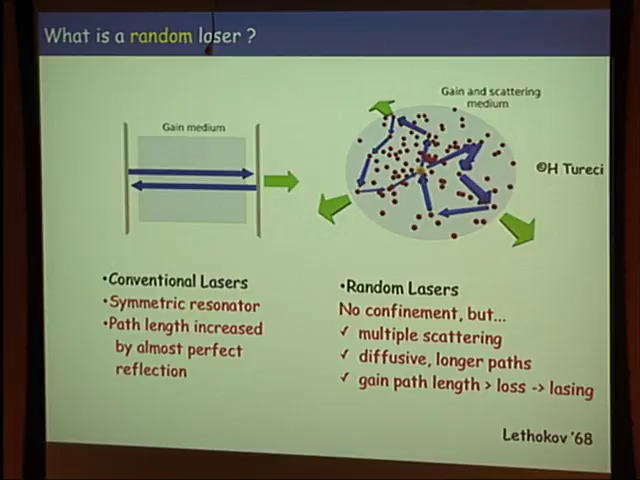 What is a random laser ?
Gain medium
Gain and scattering
medium
©H Tureci
•Conventional Lasers
•Symmetric resonator
•Path length increased
by almost perfect
reflection
•Random Lasers
No confinement, but...
✓ multiple scattering
✓ diffusive, longer paths
✓ gain path length > loss -> lasing
Lethokov '68